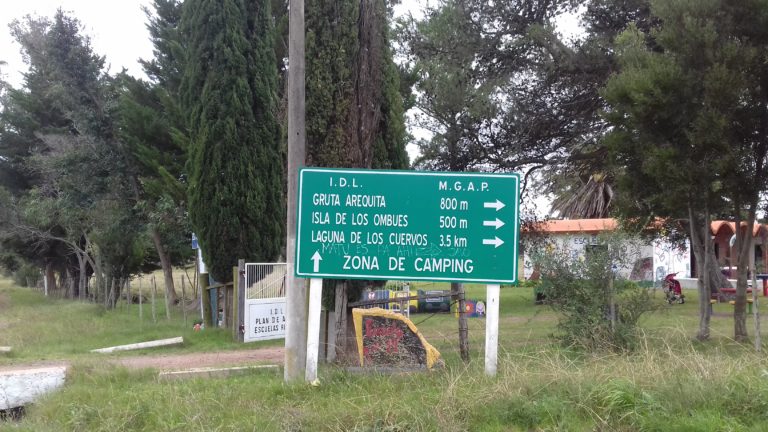 I.D.L. M.G.A.P.
GRUTA AREQUITA 800 m →
ISLA DE LOS OMBUES 500 m →
LAGUNA DE LOS CUERVOS 3.5 km →
↑ ZONA DE CAMPING
I.D.L
PLAN DE A
ESCUELAS R